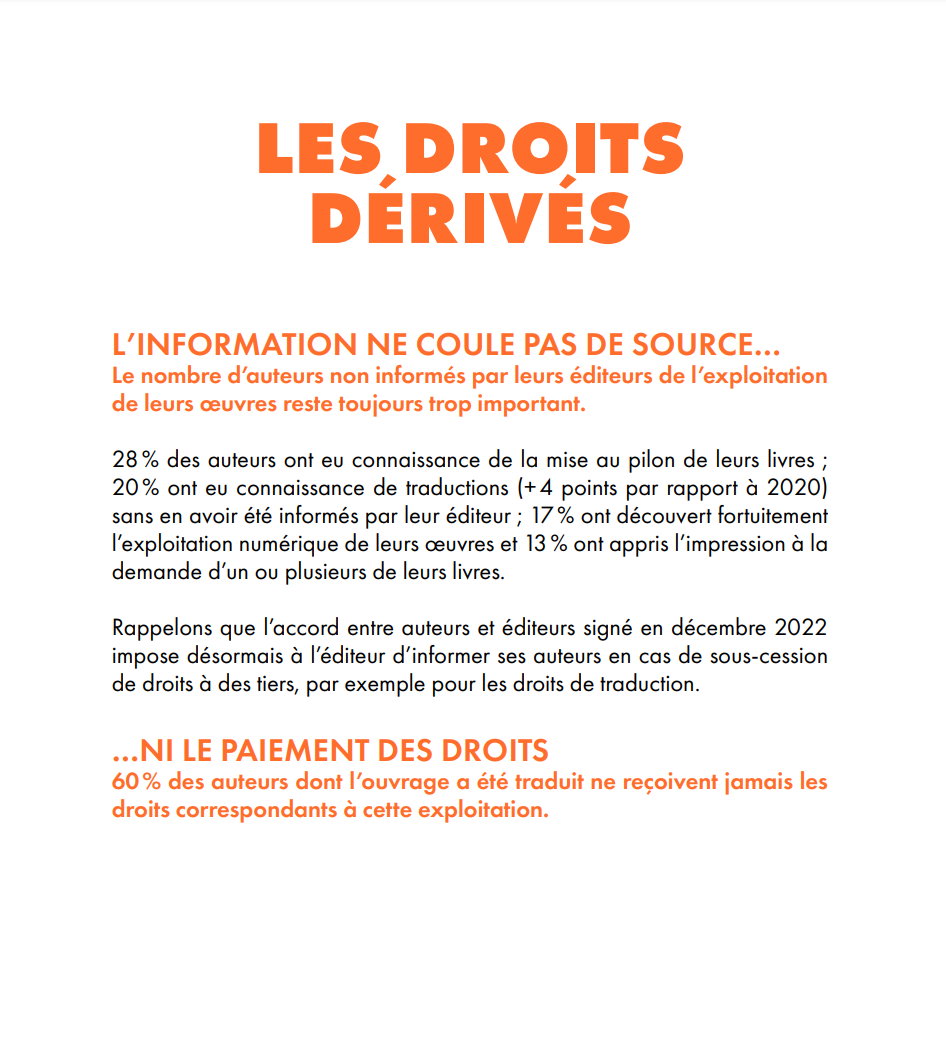 LES DROITS
DÉRIVÉS
L’INFORMATION NE COULE PAS DE SOURCE...
Le nombre d’auteurs non informés par leurs éditeurs de l’exploitation
de leurs œuvres reste toujours trop important.
28 % des auteurs ont eu connaissance de la mise au pilon de leurs livres ;
20 % ont eu connaissance de traductions (+ 4 points par rapport à 2020)
sans en avoir été informés par leur éditeur ; 17 % ont découvert fortuitement
l’exploitation numérique de leurs œuvres et 13 % ont appris l’impression à la
demande d’un ou plusieurs de leurs livres.
Rappelons que l’accord entre auteurs et éditeurs signé en décembre 2022
impose désormais à l’éditeur d’informer ses auteurs en cas de sous-cession
de droits à des tiers, par exemple pour les droits de traduction.
...NI LE PAIEMENT DES DROITS
60 % des auteurs dont l’ouvrage a été traduit ne reçoivent jamais les
droits correspondants à cette exploitation.